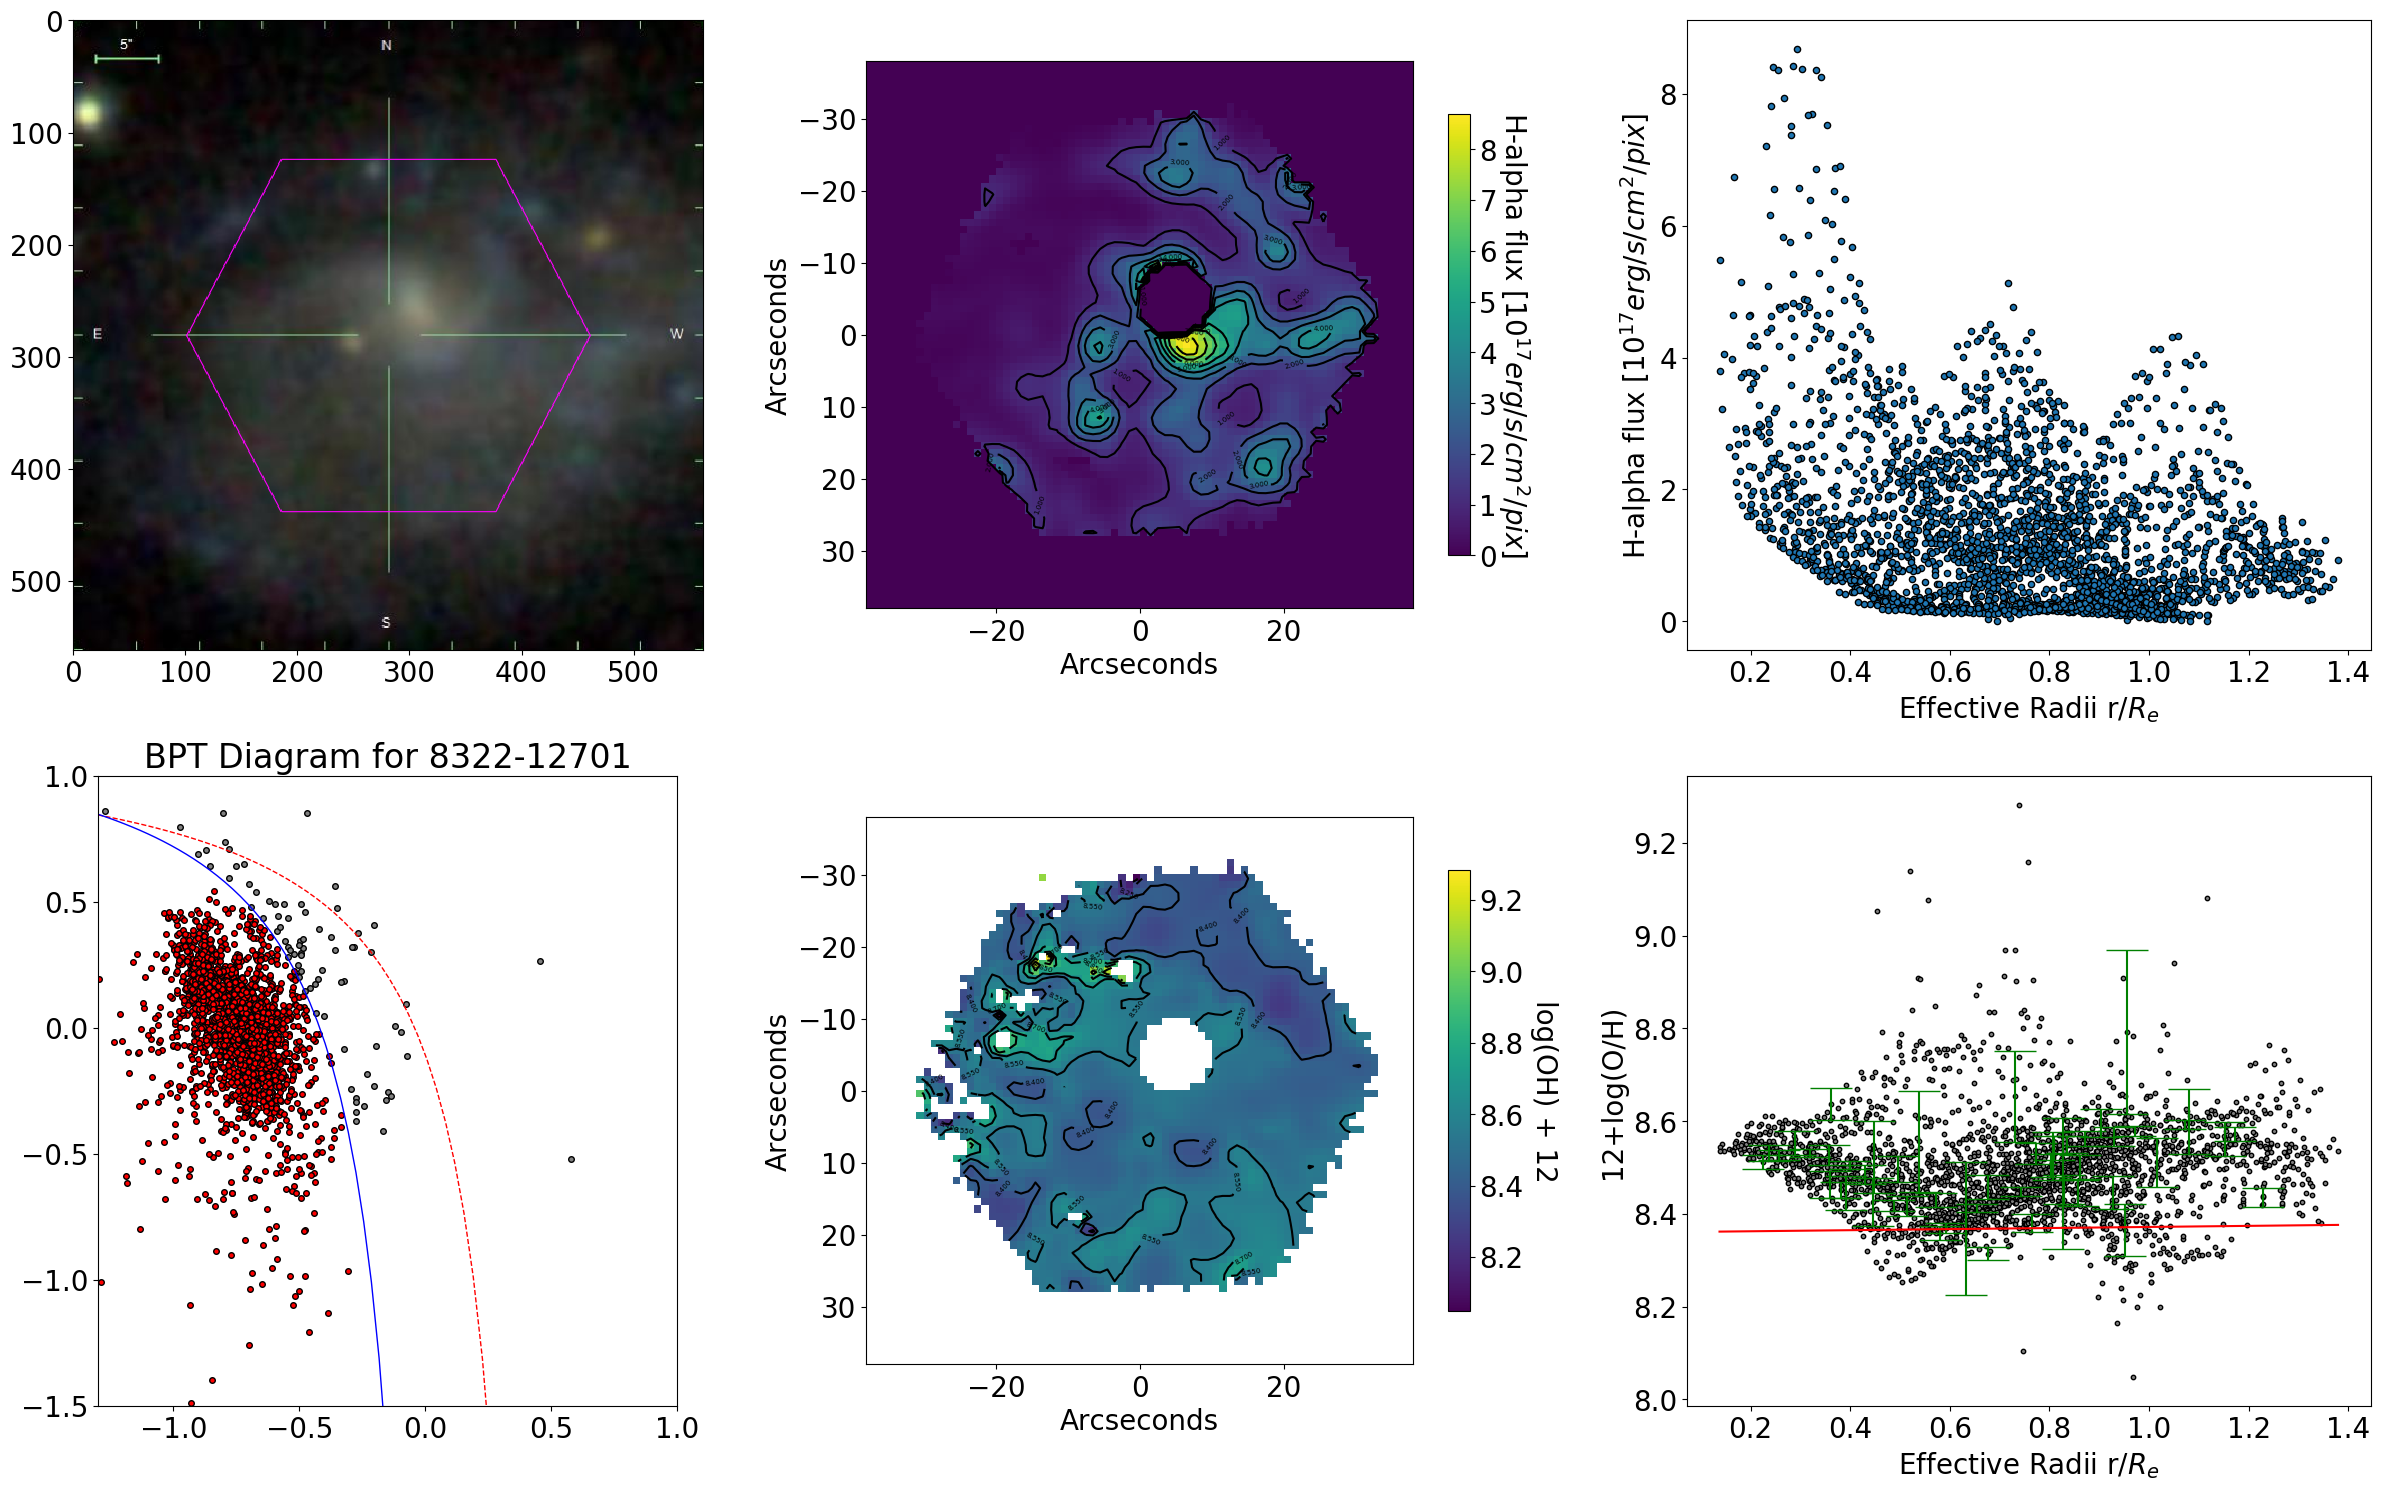 5"
N
E
W
S
0
100
200
300
400
500
0 100 200 300 400 500
−30
−20
−10
0
10
20
30
Arcseconds
−20 0 20
Arcseconds
8
7
6
5
4
3
2
1
0
H-alpha flux [10^17 erg/s/cm^2/pix]
8
6
4
2
0
H-alpha flux [10^17 erg/s/cm^2/pix]
0.2 0.4 0.6 0.8 1.0 1.2 1.4
Effective Radii r/R_e
BPT Diagram for 8322-12701
1.0
0.5
0.0
−0.5
−1.0
−1.5
−1.0 −0.5 0.0 0.5 1.0
−30
−20
−10
0
10
20
30
Arcseconds
−20 0 20
Arcseconds
9.2
9.0
8.8
8.6
8.4
8.2
log(OH) + 12
9.2
9.0
8.8
8.6
8.4
8.2
8.0
12+log(O/H)
0.2 0.4 0.6 0.8 1.0 1.2 1.4
Effective Radii r/R_e